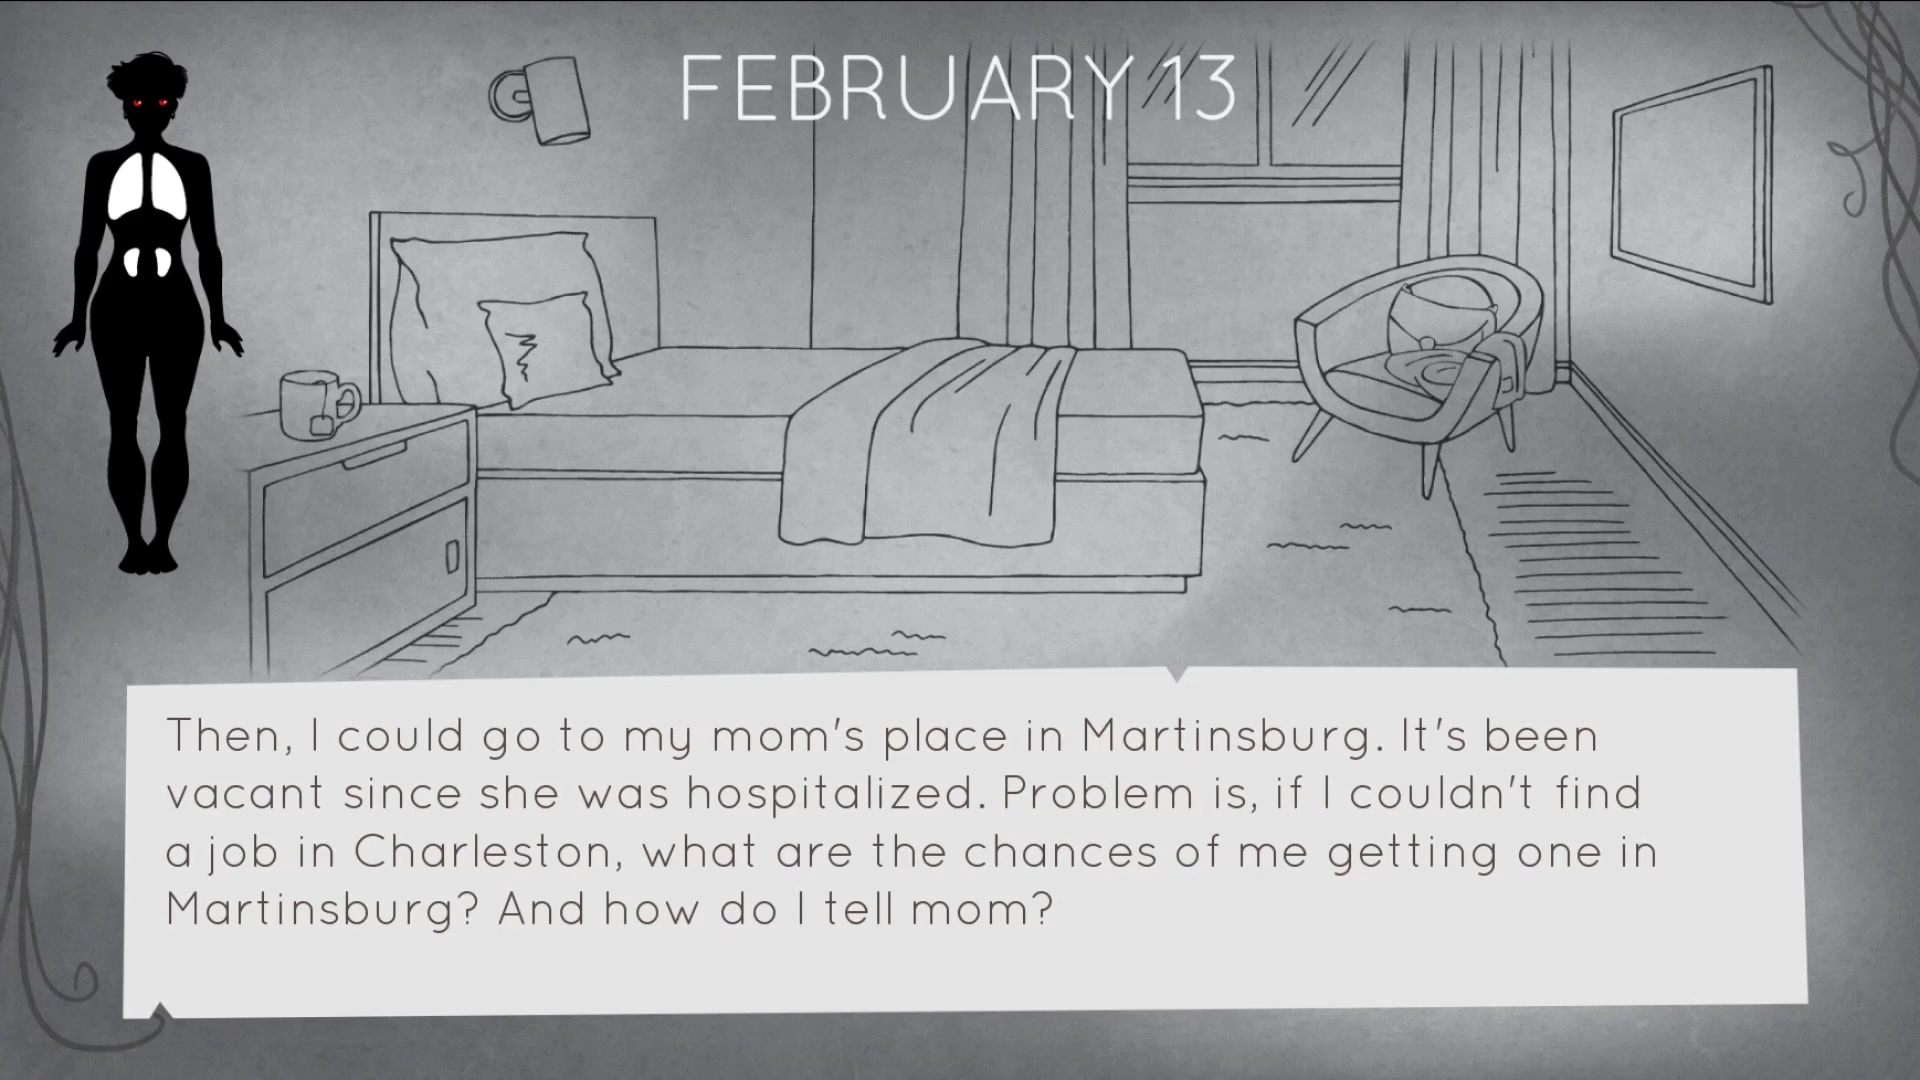 FEBRUARY 13
Then, I could go to my mom's place in Martinsburg. It's been
vacant since she was hospitalized. Problem is, if I couldn't find
a job in Charleston, what are the chances of me getting one in
Martinsburg? And how do I tell mom?